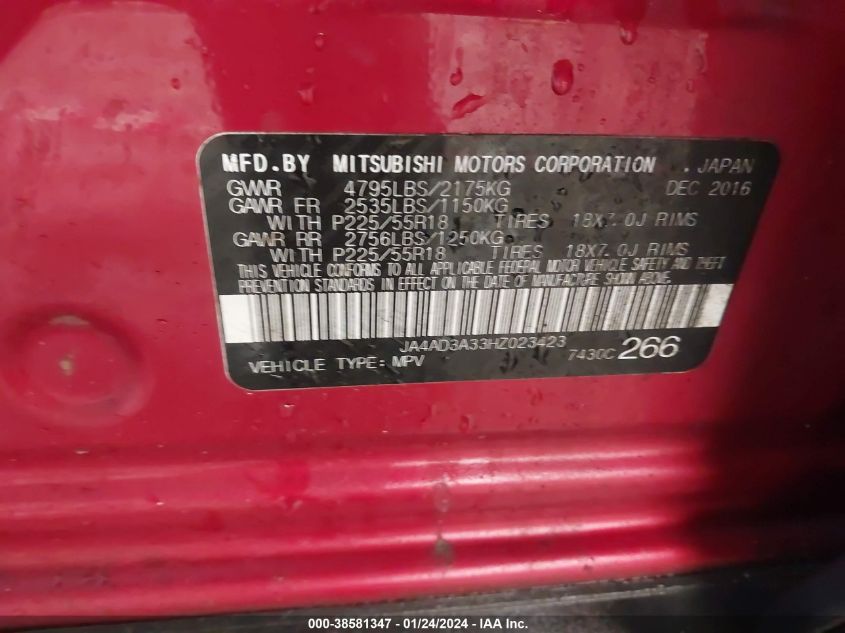 MFD.BY MITSUBISHI MOTORS CORPORATION . JAPAN
GVWR 4795LBS/2175KG DEC 2016
GAWR FR 2535LBS/1150KG
WITH P225/55R18 TIRES 18X7.0J RIMS
GAWR RR 2756LBS/1250KG
WITH P225/55R18 TIRES 18X7.0J RIMS
THIS VEHICLE CONFORMS TO ALL APPLICABLE FEDERAL MOTOR VEHICLE SAFETY AND THEFT
PREVENTION STANDARDS IN EFFECT ON THE DATE OF MANUFACTURE SHOWN ABOVE.
JA4AD3A33HZ023423
VEHICLE TYPE: MPV 7430C 266
000-38581347 - 01/24/2024 - IAA Inc.